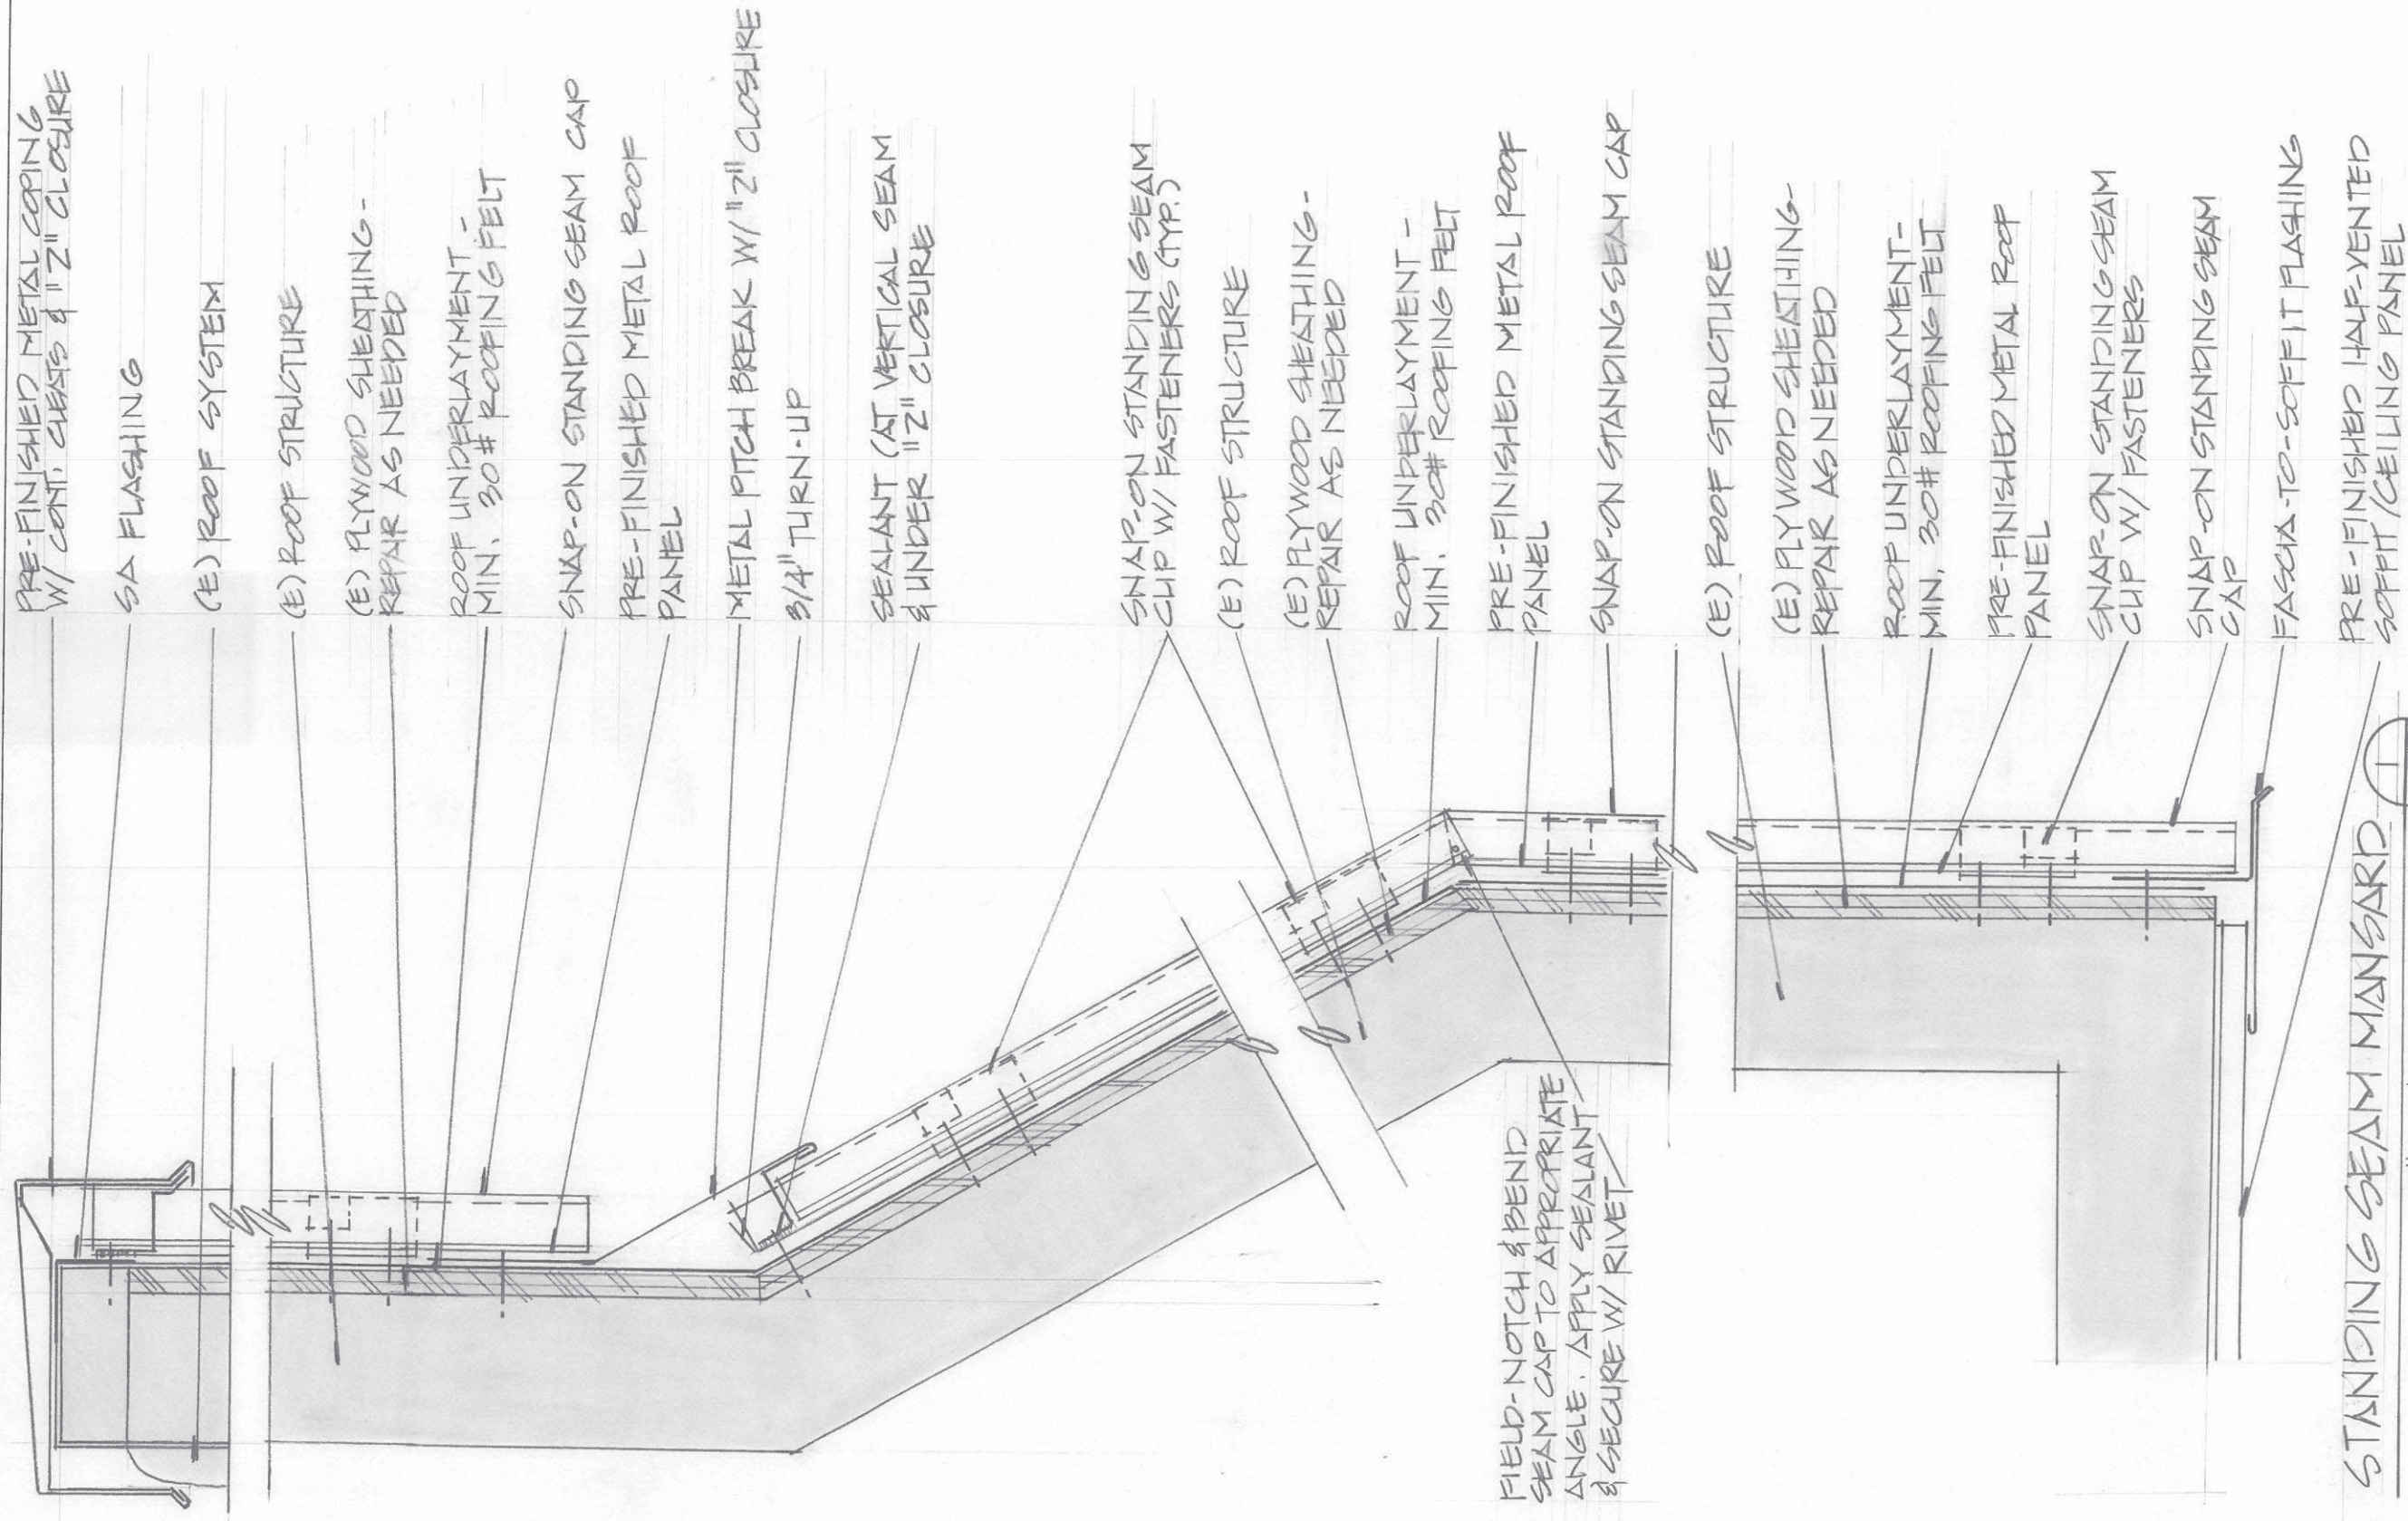 PRE-FINISHED METAL COPING
W/ CONT. CLEATS & "Z" CLOSURE
SA FLASHING
(E) ROOF SYSTEM
(E) ROOF STRUCTURE
(E) PLYWOOD SHEATHING-
REPAIR AS NEEDED
ROOF UNDERLAYMENT -
MIN. 30# ROOFING FELT
SNAP-ON STANDING SEAM CAP
PRE-FINISHED METAL ROOF
PANEL
METAL PITCH BREAK W/ "Z" CLOSURE
3/4" TURN-UP
SEALANT (AT VERTICAL SEAM
& UNDER "Z" CLOSURE
SNAP-ON STANDING SEAM
CLIP W/ FASTENERS (TYP.)
(E) ROOF STRUCTURE
(E) PLYWOOD SHEATHING-
REPAIR AS NEEDED
ROOF UNDERLAYMENT -
MIN. 30# ROOFING FELT
PRE-FINISHED METAL ROOF
PANEL
SNAP-ON STANDING SEAM CAP
(E) ROOF STRUCTURE
(E) PLYWOOD SHEATHING-
REPAIR AS NEEDED
ROOF UNDERLAYMENT-
MIN. 30# ROOFING FELT
PRE-FINISHED METAL ROOF
PANEL
SNAP-ON STANDING SEAM
CLIP W/ FASTENERS
SNAP-ON STANDING SEAM
CAP
FASCIA-TO-SOFFIT FLASHING
PRE-FINISHED HALF-VENTED
SOFFIT/CEILING PANEL
FIELD-NOTCH & BEND
SEAM CAP TO APPROPRIATE
ANGLE. APPLY SEALANT
& SECURE W/ RIVET
STANDING SEAM MANSARD
1